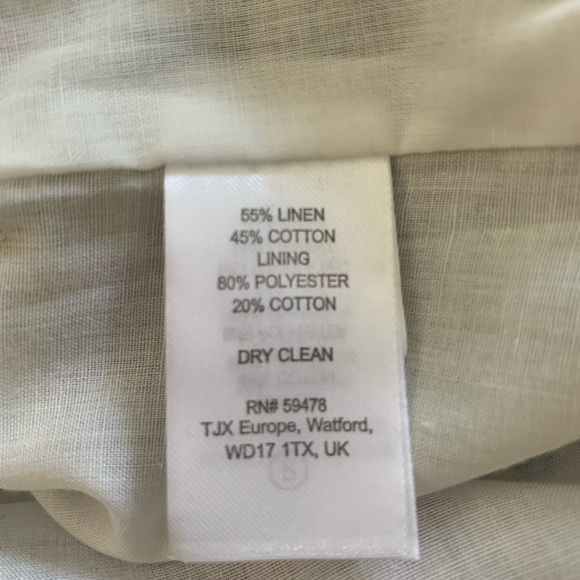 55% LINEN
45% COTTON
LINING
80% POLYESTER
20% COTTON
DRY CLEAN
RN# 59478
TJX Europe, Watford,
WD17 1TX, UK